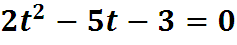 2t² − 5t − 3 = 0